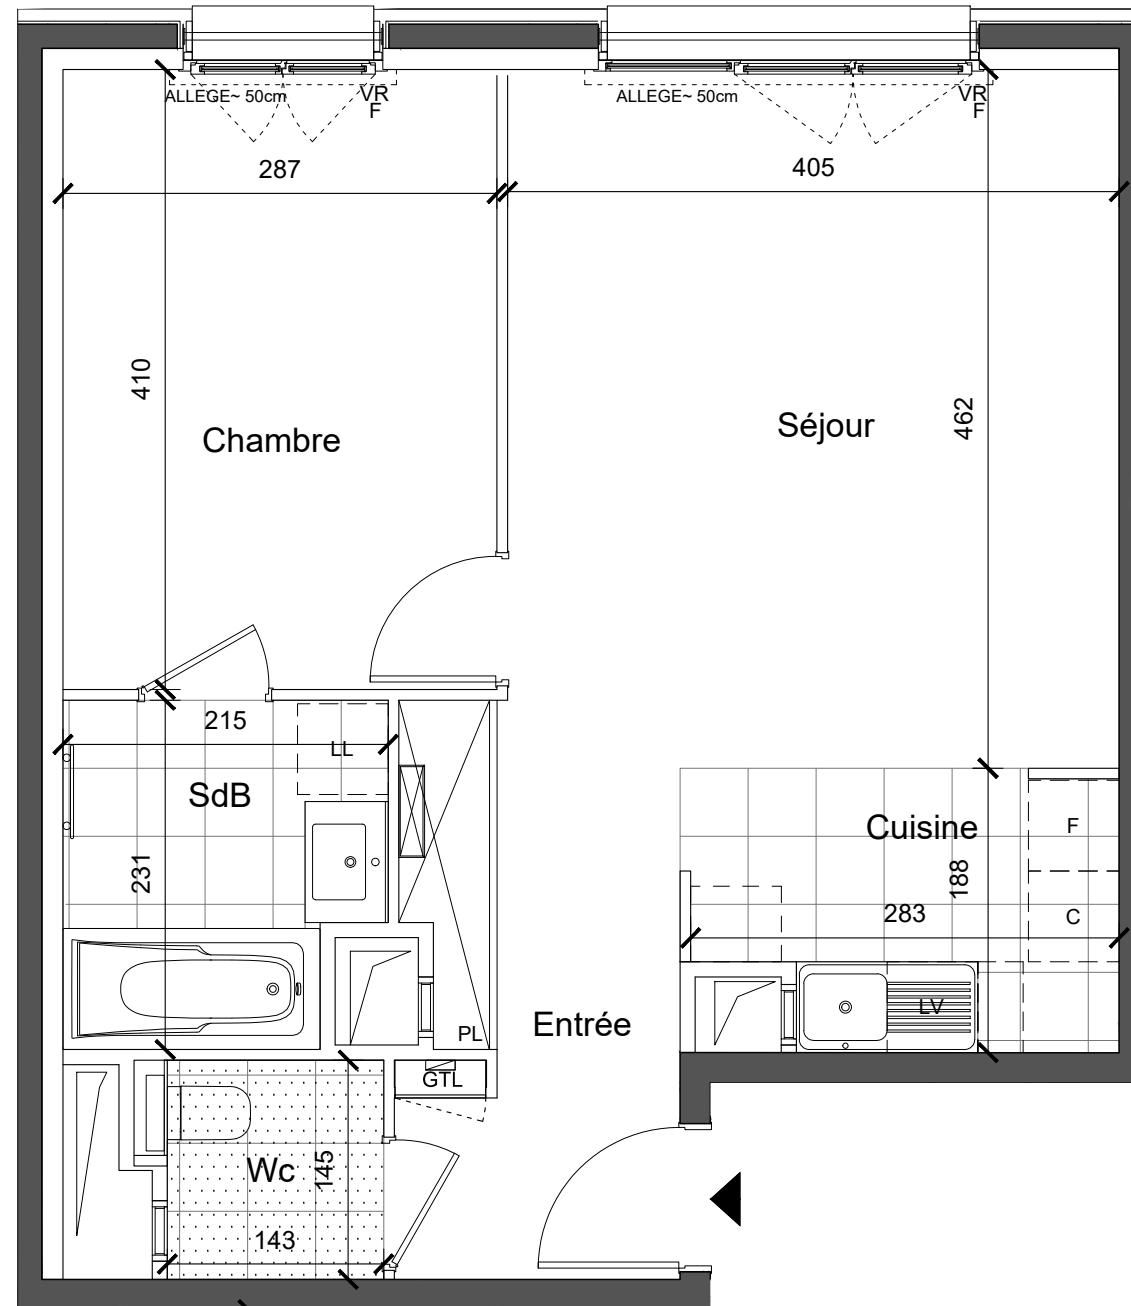 ALLEGE~ 50cm
VR
F
ALLEGE~ 50cm
VR
F
287
405
410
462
Chambre
Séjour
215
LL
SdB
231
Cuisine
F
188
283
C
PL
Entrée
LV
GTL
Wc
145
143